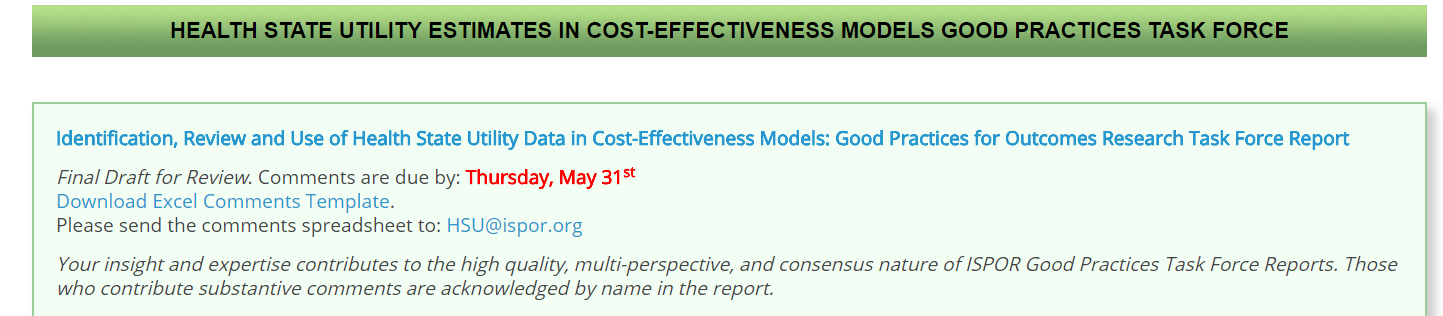 HEALTH STATE UTILITY ESTIMATES IN COST-EFFECTIVENESS MODELS GOOD PRACTICES TASK FORCE
Identification, Review and Use of Health State Utility Data in Cost-Effectiveness Models: Good Practices for Outcomes Research Task Force Report
Final Draft for Review. Comments are due by: Thursday, May 31st
Download Excel Comments Template.
Please send the comments spreadsheet to: HSU@ispor.org
Your insight and expertise contributes to the high quality, multi-perspective, and consensus nature of ISPOR Good Practices Task Force Reports. Those
who contribute substantive comments are acknowledged by name in the report.